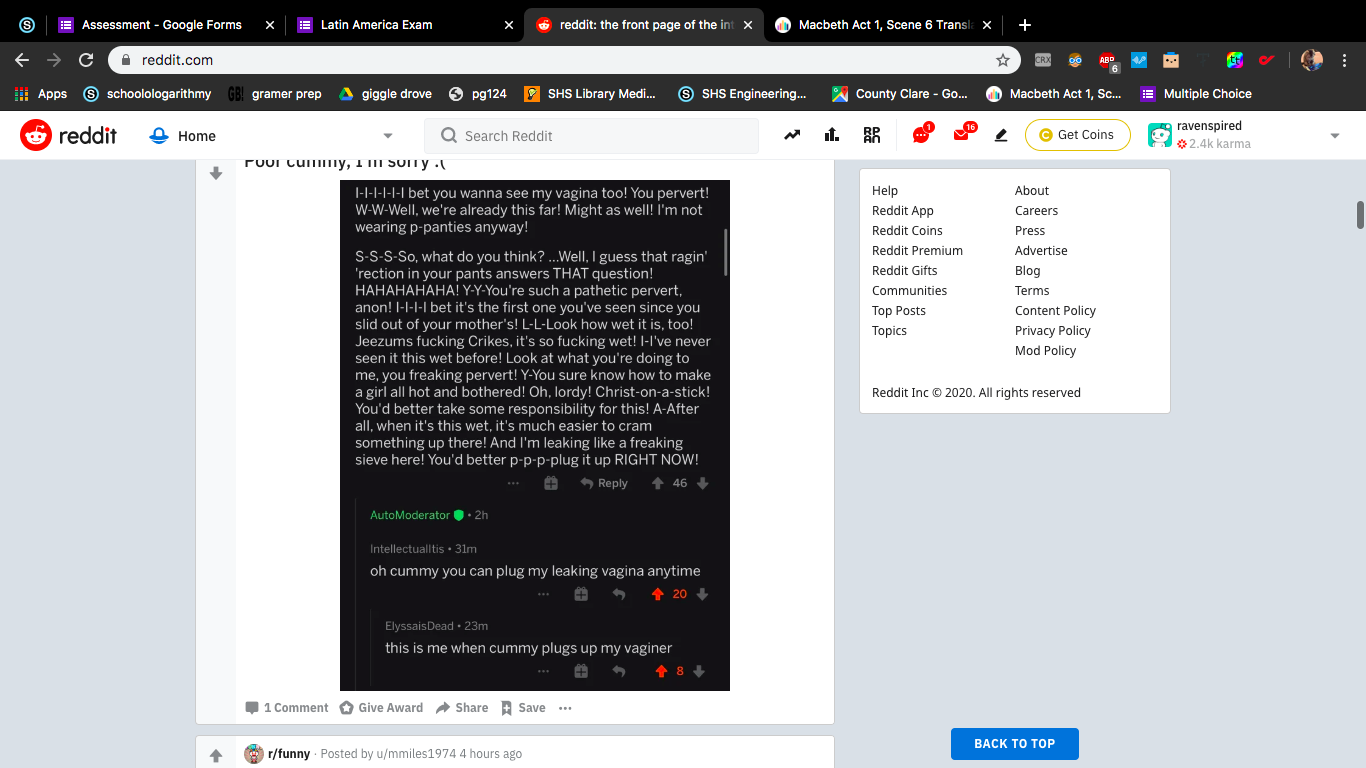 Assessment - Google Forms
Latin America Exam
reddit: the front page of the int
Macbeth Act 1, Scene 6 Transl
reddit.com
CRX
ABP
6
Apps
schoolologarithmy
GB!
gramer prep
giggle drove
pg124
SHS Library Medi...
SHS Engineering...
County Clare - Go...
Macbeth Act 1, Sc...
Multiple Choice
reddit
Home
Search Reddit
1
16
Get Coins
ravenspired
2.4k karma
Poor cummy, I'm sorry :(
I-I-I-I-I-I bet you wanna see my vagina too! You pervert!
W-W-Well, we're already this far! Might as well! I'm not
wearing p-panties anyway!
S-S-S-So, what do you think? ...Well, I guess that ragin'
'rection in your pants answers THAT question!
HAHAHAHAHA! Y-Y-You're such a pathetic pervert,
anon! I-I-I-I bet it's the first one you've seen since you
slid out of your mother's! L-L-Look how wet it is, too!
Jeezums fucking Crikes, it's so fucking wet! I-I've never
seen it this wet before! Look at what you're doing to
me, you freaking pervert! Y-You sure know how to make
a girl all hot and bothered! Oh, lordy! Christ-on-a-stick!
You'd better take some responsibility for this! A-After
all, when it's this wet, it's much easier to cram
something up there! And I'm leaking like a freaking
sieve here! You'd better p-p-p-plug it up RIGHT NOW!
Reply
46
AutoModerator • 2h
Intellectualltis • 31m
oh cummy you can plug my leaking vagina anytime
20
ElyssaisDead • 23m
this is me when cummy plugs up my vaginer
8
1 Comment
Give Award
Share
Save
r/funny · Posted by u/mmiles1974 4 hours ago
Help
About
Reddit App
Careers
Reddit Coins
Press
Reddit Premium
Advertise
Reddit Gifts
Blog
Communities
Terms
Top Posts
Content Policy
Topics
Privacy Policy
Mod Policy
Reddit Inc © 2020. All rights reserved
BACK TO TOP